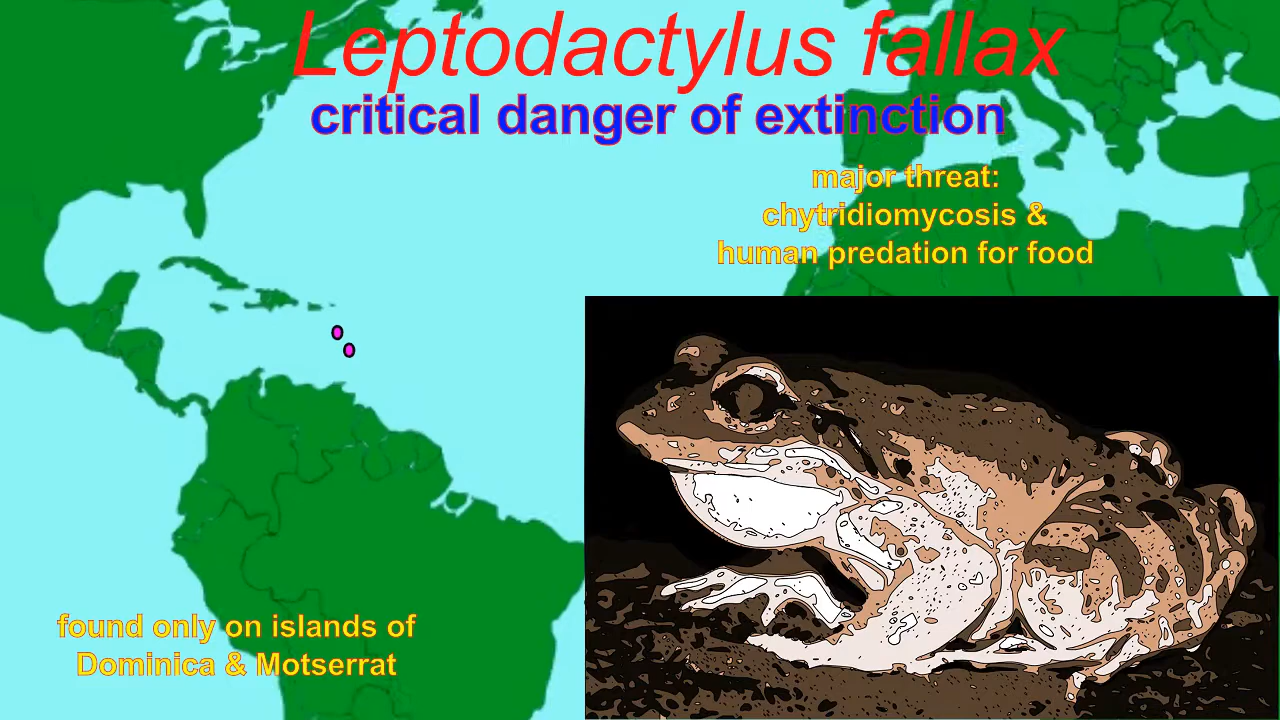 Leptodactylus fallax
critical danger of extinction
major threat:
chytridiomycosis &
human predation for food
found only on islands of
Dominica & Motserrat